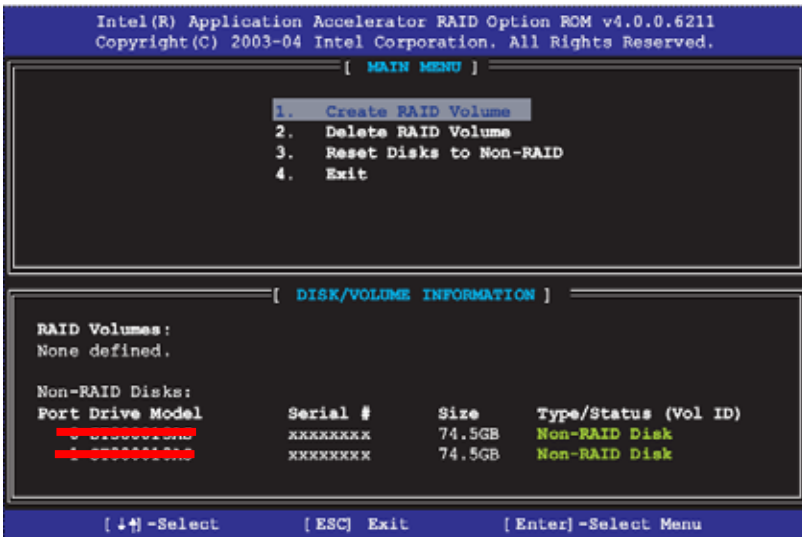 Intel(R) Application Accelerator RAID Option ROM v4.0.0.6211
Copyright(C) 2003-04 Intel Corporation. All Rights Reserved.
[ MAIN MENU ]
1. Create RAID Volume
2. Delete RAID Volume
3. Reset Disks to Non-RAID
4. Exit
[ DISK/VOLUME INFORMATION ]
RAID Volumes:
None defined.
Non-RAID Disks:
Port Drive Model Serial # Size Type/Status (Vol ID)
xxxxxxxx 74.5GB Non-RAID Disk
xxxxxxxx 74.5GB Non-RAID Disk
[↓↑]-Select [ESC] Exit [Enter]-Select Menu